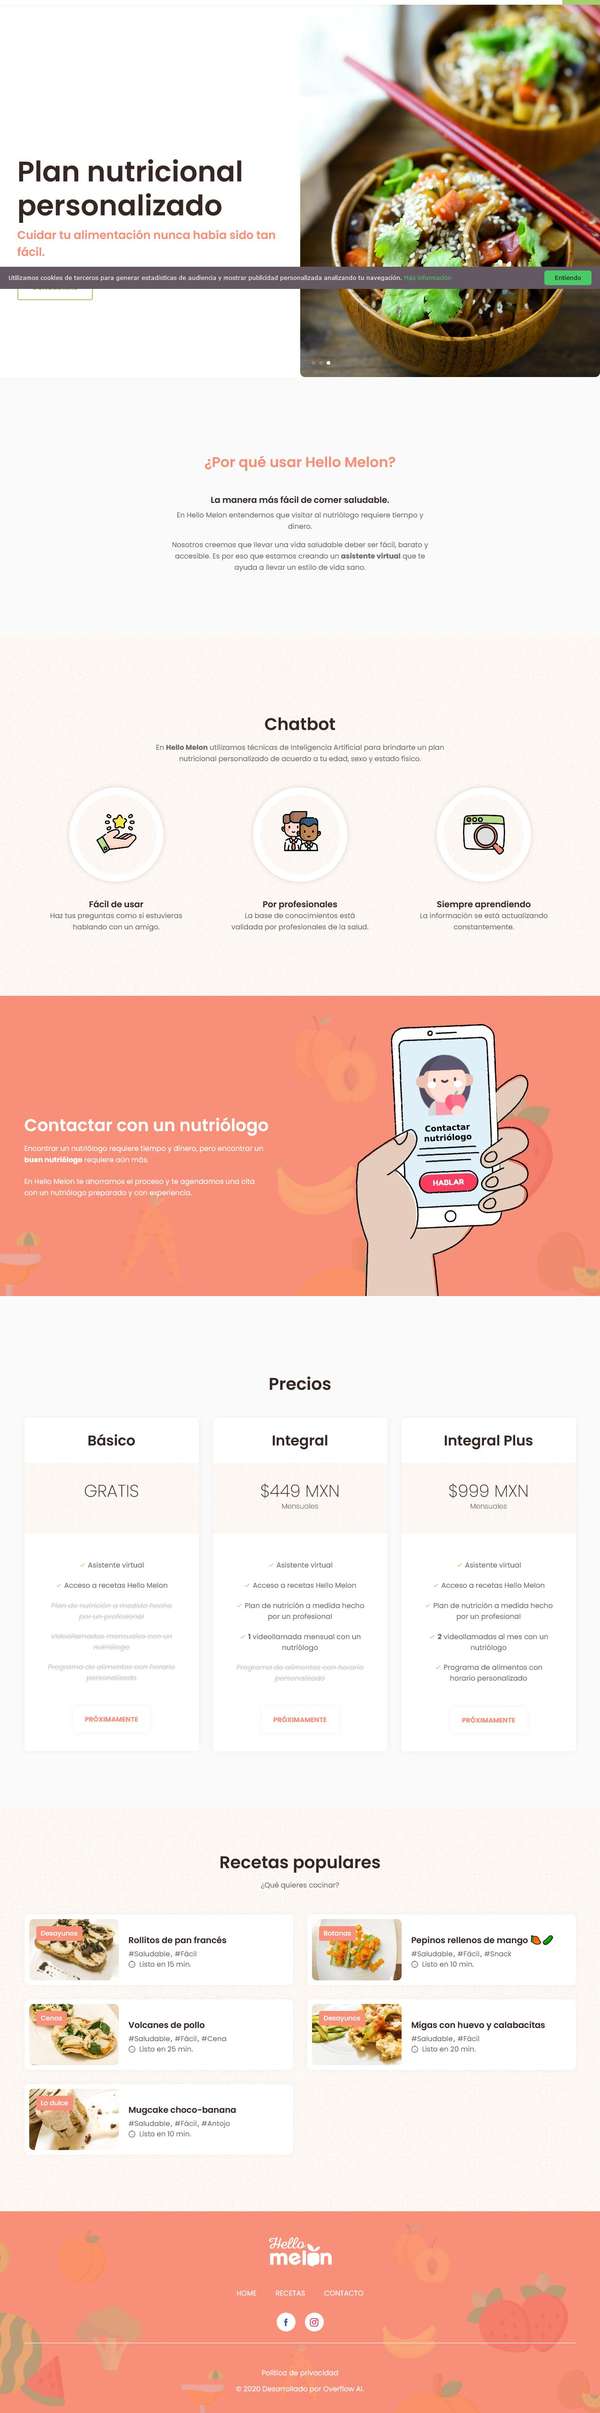 Plan nutricional
personalizado
Cuidar tu alimentación nunca había sido tan
fácil.
Utilizamos cookies de terceros para generar estadísticas de audiencia y mostrar publicidad personalizada analizando tu navegación. Más información
Entiendo
¿Por qué usar Hello Melon?
La manera más fácil de comer saludable.
En Hello Melon entendemos que visitar al nutriólogo requiere tiempo y
dinero.
Nosotros creemos que llevar una vida saludable deber ser fácil, barato y
accesible. Es por eso que estamos creando un asistente virtual que te
ayuda a llevar un estilo de vida sano.
Chatbot
En Hello Melon utilizamos técnicas de Inteligencia Artificial para brindarte un plan
nutricional personalizado de acuerdo a tu edad, sexo y estado físico.
Fácil de usar
Haz tus preguntas como si estuvieras
hablando con un amigo.
Por profesionales
La base de conocimientos está
validada por profesionales de la salud.
Siempre aprendiendo
La información se está actualizando
constantemente.
Contactar con un nutriólogo
Encontrar un nutriólogo requiere tiempo y dinero, pero encontrar un
buen nutriólogo requiere aún más.
En Hello Melon te ahorramos el proceso y te agendamos una cita
con un nutriólogo preparado y con experiencia.
Contactar
nutriólogo
HABLAR
Precios
Básico
GRATIS
Asistente virtual
Acceso a recetas Hello Melon
Plan de nutrición a medida hecho
por un profesional
videollamadas mensuales con un
nutriólogo
Programa de alimentos con horario
personalizado
PRÓXIMAMENTE
Integral
$449 MXN
Mensuales
Asistente virtual
Acceso a recetas Hello Melon
Plan de nutrición a medida hecho
por un profesional
1 videollamada mensual con un
nutriólogo
Programa de alimentos con horario
personalizado
PRÓXIMAMENTE
Integral Plus
$999 MXN
Mensuales
Asistente virtual
Acceso a recetas Hello Melon
Plan de nutrición a medida hecho
por un profesional
2 videollamadas al mes con un
nutriólogo
Programa de alimentos con
horario personalizado
PRÓXIMAMENTE
Recetas populares
¿Qué quieres cocinar?
Desayunos
Rollitos de pan francés
#Saludable, #Fácil
Listo en 15 min.
Botanas
Pepinos rellenos de mango 🥭🥒
#Saludable, #Fácil, #Snack
Listo en 10 min.
Cenas
Volcanes de pollo
#Saludable, #Fácil, #Cena
Listo en 25 min.
Desayunos
Migas con huevo y calabacitas
#Saludable, #Fácil
Listo en 20 min.
Lo dulce
Mugcake choco-banana
#Saludable, #Fácil, #Antojo
Listo en 10 min.
Hello
melon
HOME RECETAS CONTACTO
Política de privacidad
© 2020 Desarrollado por Overflow AI.